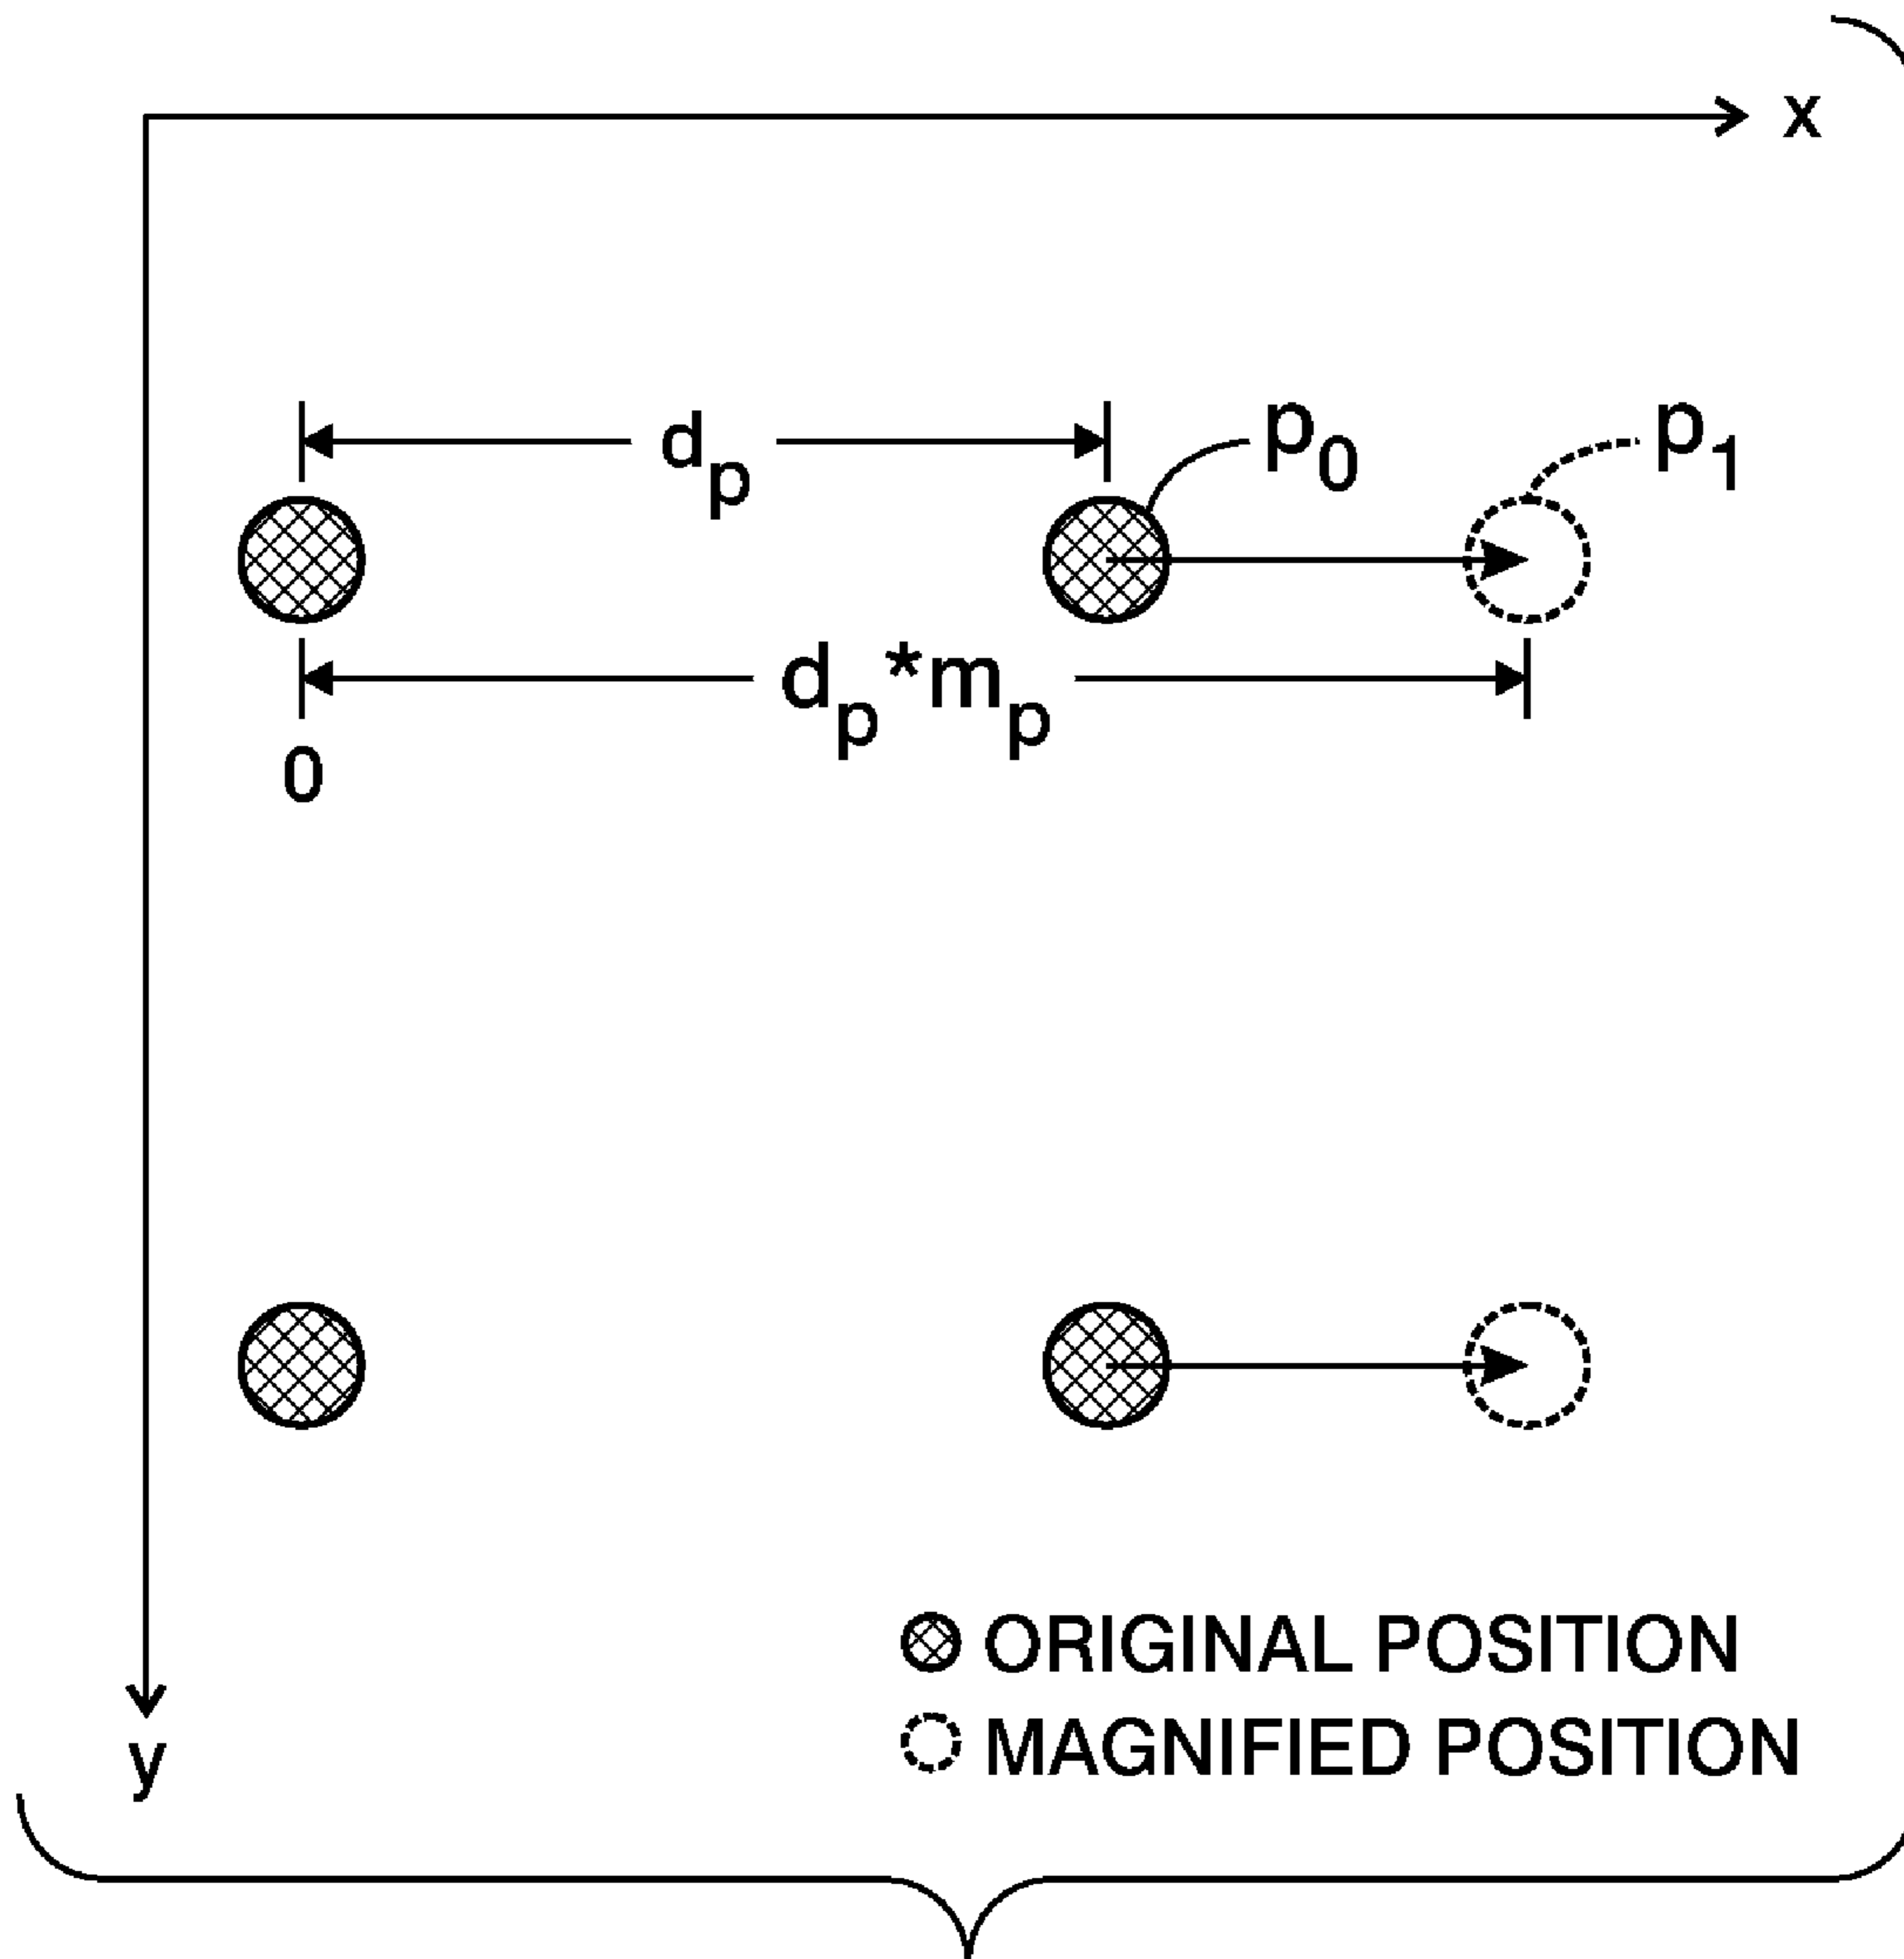 x
dp
p0
p1
dp*mp
0
ORIGINAL POSITION
MAGNIFIED POSITION
y